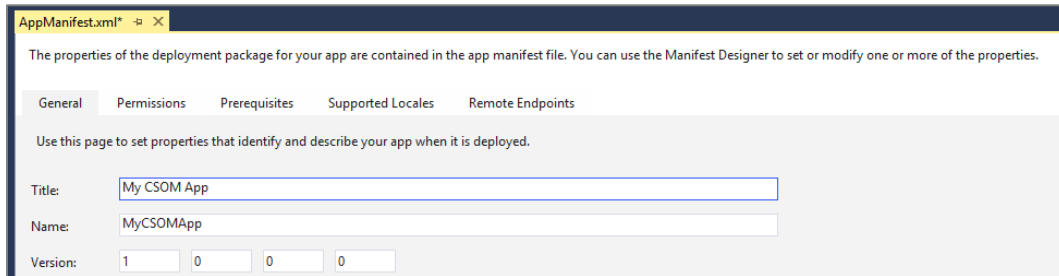 AppManifest.xml*
The properties of the deployment package for your app are contained in the app manifest file. You can use the Manifest Designer to set or modify one or more of the properties.
General Permissions Prerequisites Supported Locales Remote Endpoints
Use this page to set properties that identify and describe your app when it is deployed.
Title: My CSOM App
Name: MyCSOMApp
Version: 1 0 0 0